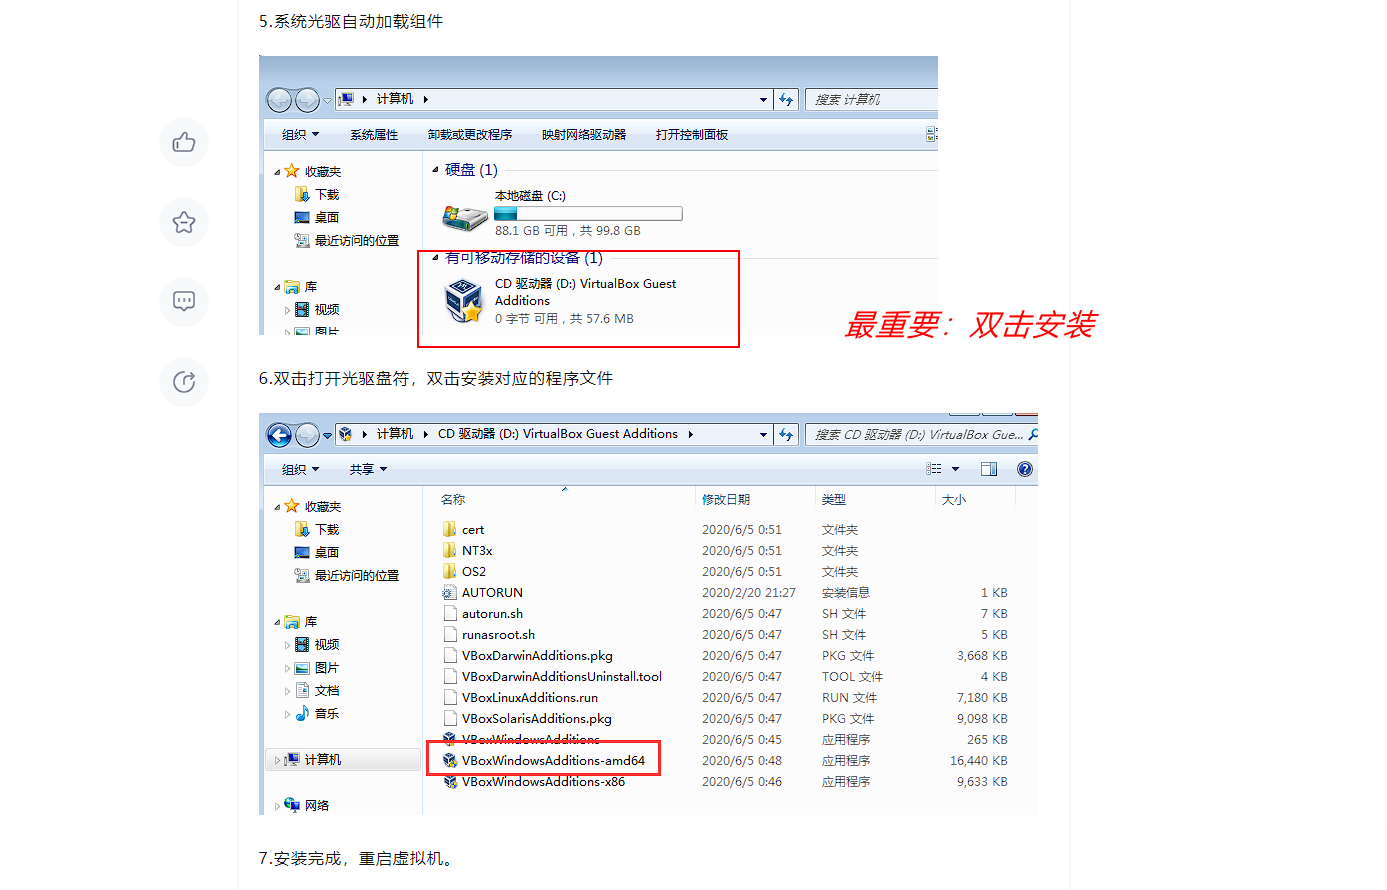 5.系统光驱自动加载组件
计算机
搜索 计算机
组织 系统属性 卸载或更改程序 映射网络驱动器 打开控制面板
收藏夹
下载
桌面
最近访问的位置
库
视频
图片
硬盘 (1)
本地磁盘 (C:)
88.1 GB 可用，共 99.8 GB
有可移动存储的设备 (1)
CD 驱动器 (D:) VirtualBox Guest
Additions
0 字节 可用，共 57.6 MB
最重要：双击安装
6.双击打开光驱盘符，双击安装对应的程序文件
计算机 CD 驱动器 (D:) VirtualBox Guest Additions
搜索 CD 驱动器 (D:) VirtualBox Gue...
组织 共享
收藏夹
下载
桌面
最近访问的位置
库
视频
图片
文档
音乐
计算机
网络
名称 修改日期 类型 大小
cert 2020/6/5 0:51 文件夹
NT3x 2020/6/5 0:51 文件夹
OS2 2020/6/5 0:51 文件夹
AUTORUN 2020/2/20 21:27 安装信息 1 KB
autorun.sh 2020/6/5 0:47 SH 文件 7 KB
runasroot.sh 2020/6/5 0:47 SH 文件 5 KB
VBoxDarwinAdditions.pkg 2020/6/5 0:47 PKG 文件 3,668 KB
VBoxDarwinAdditionsUninstall.tool 2020/6/5 0:47 TOOL 文件 4 KB
VBoxLinuxAdditions.run 2020/6/5 0:47 RUN 文件 7,180 KB
VBoxSolarisAdditions.pkg 2020/6/5 0:47 PKG 文件 9,098 KB
VBoxWindowsAdditions 2020/6/5 0:45 应用程序 265 KB
VBoxWindowsAdditions-amd64 2020/6/5 0:48 应用程序 16,440 KB
VBoxWindowsAdditions-x86 2020/6/5 0:46 应用程序 9,633 KB
7.安装完成，重启虚拟机。